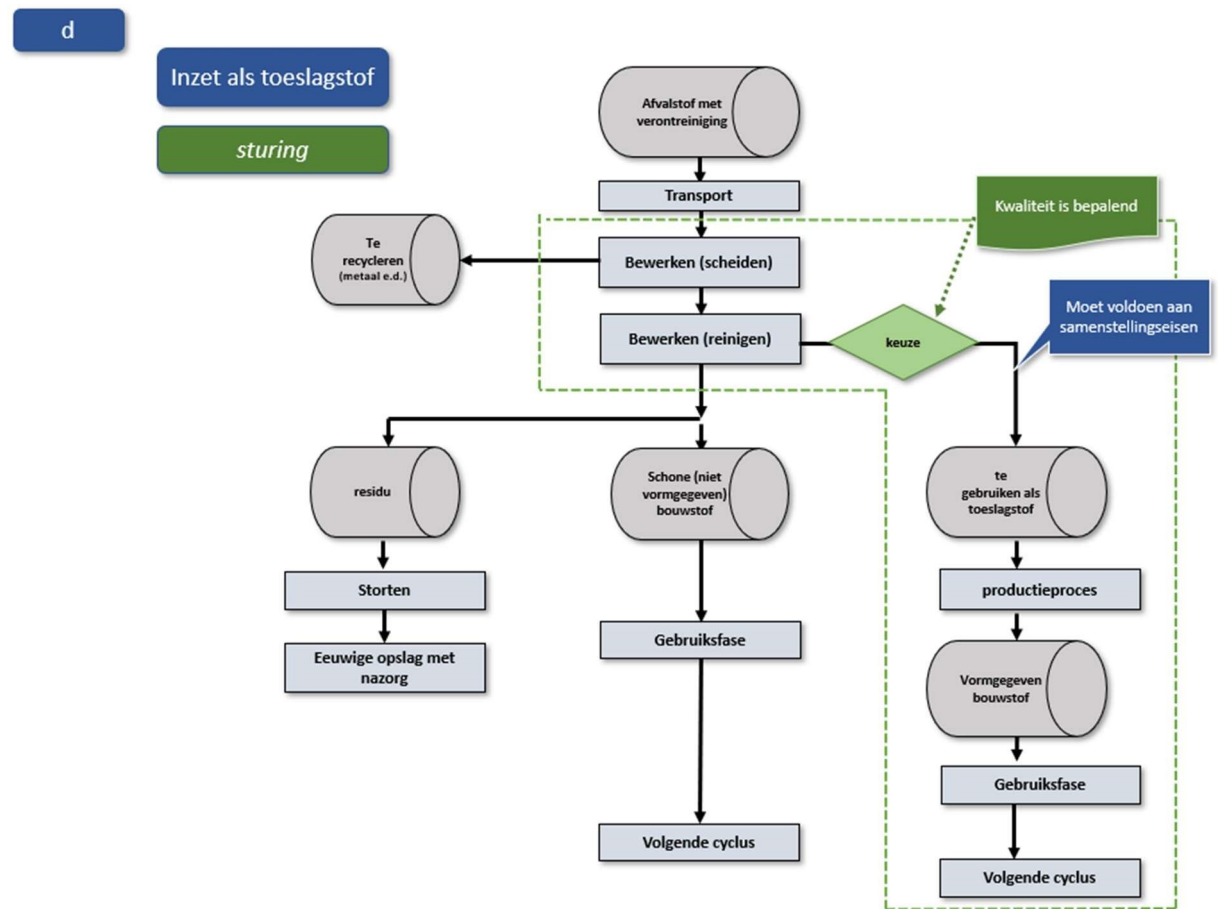 d
Inzet als toeslagstof
sturing
Afvalstof met
verontreiniging
Transport
Kwaliteit is bepalend
Te
recycleren
(metaal e.d.)
Bewerken (scheiden)
Moet voldoen aan
samenstellingseisen
Bewerken (reinigen)
keuze
residu
Schone (niet
vormgegeven)
bouwstof
te
gebruiken als
toeslagstof
Storten
productieproces
Eeuwige opslag met
nazorg
Gebruiksfase
Vormgegeven
bouwstof
Gebruiksfase
Volgende cyclus
Volgende cyclus